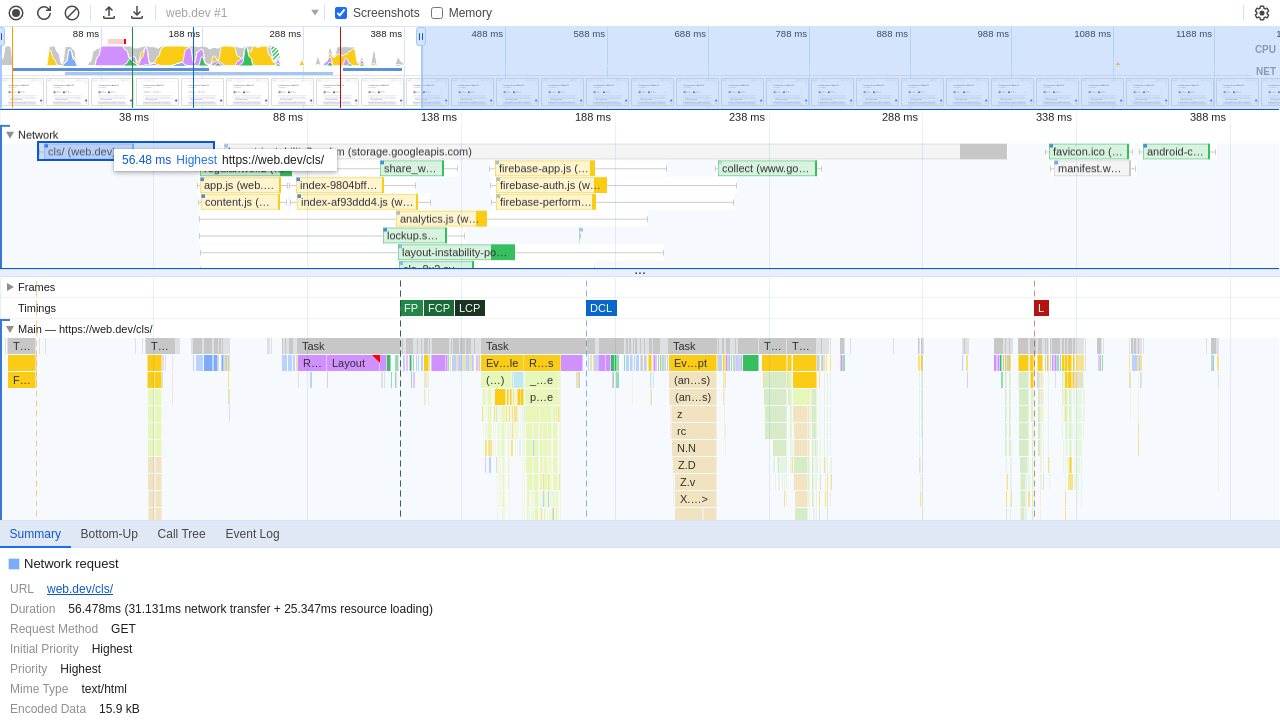 web.dev #1 Screenshots Memory
88 ms 188 ms 288 ms 388 ms 488 ms 588 ms 688 ms 788 ms 888 ms 988 ms 1088 ms 1188 ms
CPU
NET
38 ms 88 ms 138 ms 188 ms 238 ms 288 ms 338 ms 388 ms
Network
cls/ (web.dev) (storage.googleapis.com) favicon.ico (… android-c…
56.48 ms Highest https://web.dev/cls/
share_w… firebase-app.js (… collect (www.go… manifest.w…
app.js (web.… index-9804bff… firebase-auth.js (w…
content.js (… index-af93ddd4.js (w… firebase-perform…
analytics.js (w…
lockup.s…
layout-instability-po…
…
Frames
Timings FP FCP LCP DCL L
Main — https://web.dev/cls/
T… T… Task Task Task T… T…
R… Layout Ev…le R…s Ev…pt
F… (…) _…e (an…s)
p…e (an…s)
z
rc
N.N
Z.D
Z.v
X.…>
Summary Bottom-Up Call Tree Event Log
Network request
URL web.dev/cls/
Duration 56.478ms (31.131ms network transfer + 25.347ms resource loading)
Request Method GET
Initial Priority Highest
Priority Highest
Mime Type text/html
Encoded Data 15.9 kB